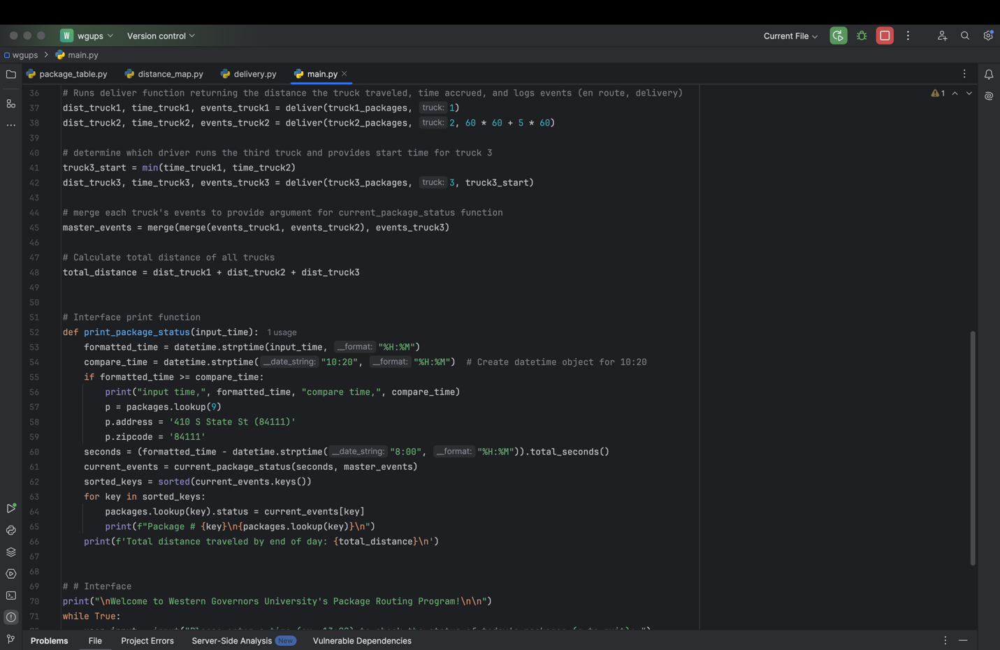 W wgups Version control Current File
wgups > main.py
package_table.py distance_map.py delivery.py main.py
36 # Runs deliver function returning the distance the truck traveled, time accrued, and logs events (en route, delivery) 1
37 dist_truck1, time_truck1, events_truck1 = deliver(truck1_packages, truck: 1)
38 dist_truck2, time_truck2, events_truck2 = deliver(truck2_packages, truck: 2, 60 * 60 + 5 * 60)
39
40 # determine which driver runs the third truck and provides start time for truck 3
41 truck3_start = min(time_truck1, time_truck2)
42 dist_truck3, time_truck3, events_truck3 = deliver(truck3_packages, truck: 3, truck3_start)
43
44 # merge each truck's events to provide argument for current_package_status function
45 master_events = merge(merge(events_truck1, events_truck2), events_truck3)
46
47 # Calculate total distance of all trucks
48 total_distance = dist_truck1 + dist_truck2 + dist_truck3
49
50
51 # Interface print function
52 def print_package_status(input_time): 1 usage
53 formatted_time = datetime.strptime(input_time, __format: "%H:%M")
54 compare_time = datetime.strptime(__date_string: "10:20", __format: "%H:%M") # Create datetime object for 10:20
55 if formatted_time >= compare_time:
56 print("input time,", formatted_time, "compare time,", compare_time)
57 p = packages.lookup(9)
58 p.address = '410 S State St (84111)'
59 p.zipcode = '84111'
60 seconds = (formatted_time - datetime.strptime(__date_string: "8:00", __format: "%H:%M")).total_seconds()
61 current_events = current_package_status(seconds, master_events)
62 sorted_keys = sorted(current_events.keys())
63 for key in sorted_keys:
64 packages.lookup(key).status = current_events[key]
65 print(f"Package # {key}\n{packages.lookup(key)}\n")
66 print(f'Total distance traveled by end of day: {total_distance}\n')
67
68
69 # # Interface
70 print("\nWelcome to Western Governors University's Package Routing Program!\n\n")
71 while True:
Problems File Project Errors Server-Side Analysis New Vulnerable Dependencies